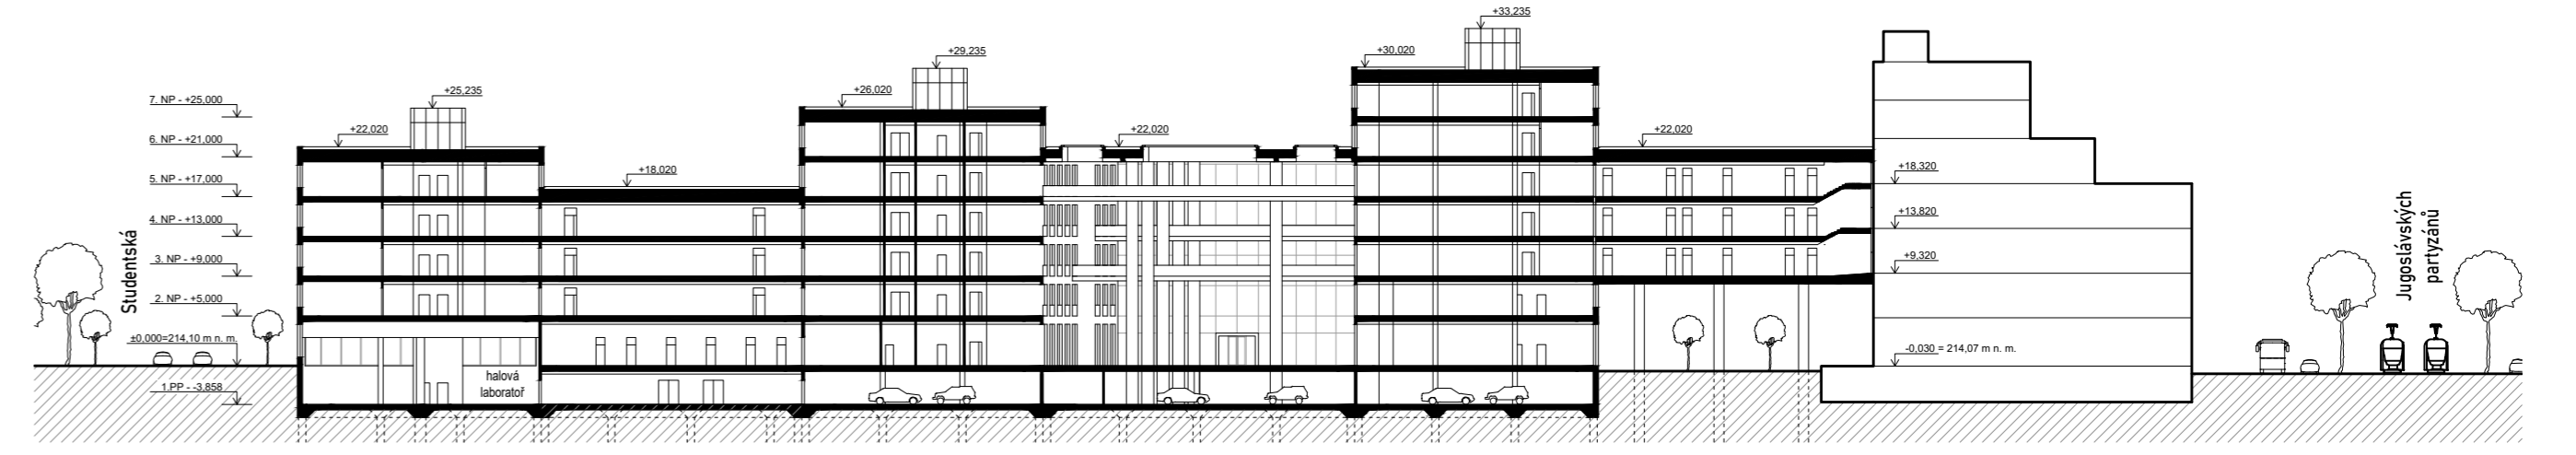 7. NP - +25,000
6. NP - +21,000
5. NP - +17,000
4. NP - +13,000
3. NP - +9,000
2. NP - +5,000
±0,000=214,10 m n. m.
1.PP - -3,858
Studentská
+22,020
+25,235
halová
laboratoř
+18,020
+26,020
+29,235
+22,020
+30,020
+33,235
+22,020
+18,320
+13,820
+9,320
-0,030 = 214,07 m n. m.
Jugoslávských
partyzánů